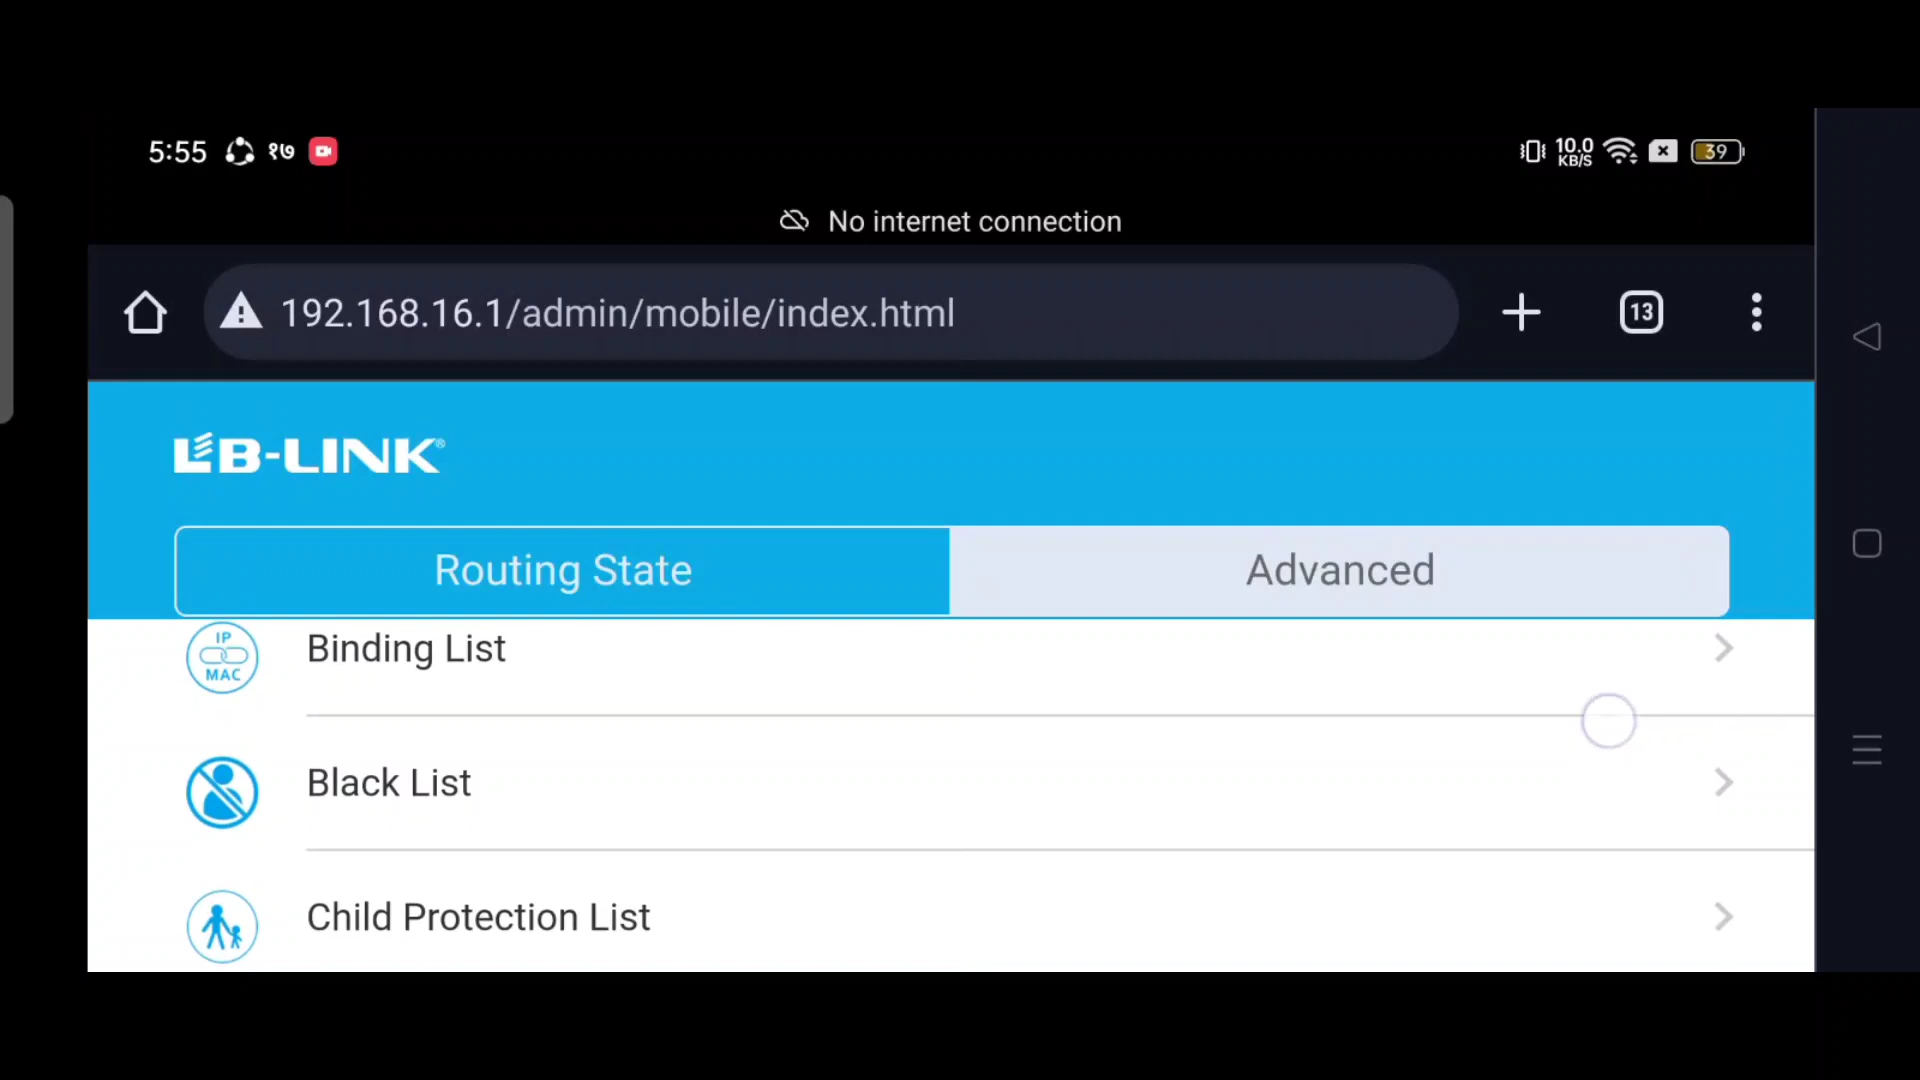 5:55 १७ 10.0 KB/S 39
No internet connection
192.168.16.1/admin/mobile/index.html 13
LB-LINK®
Routing State Advanced
IP MAC Binding List
Black List
Child Protection List